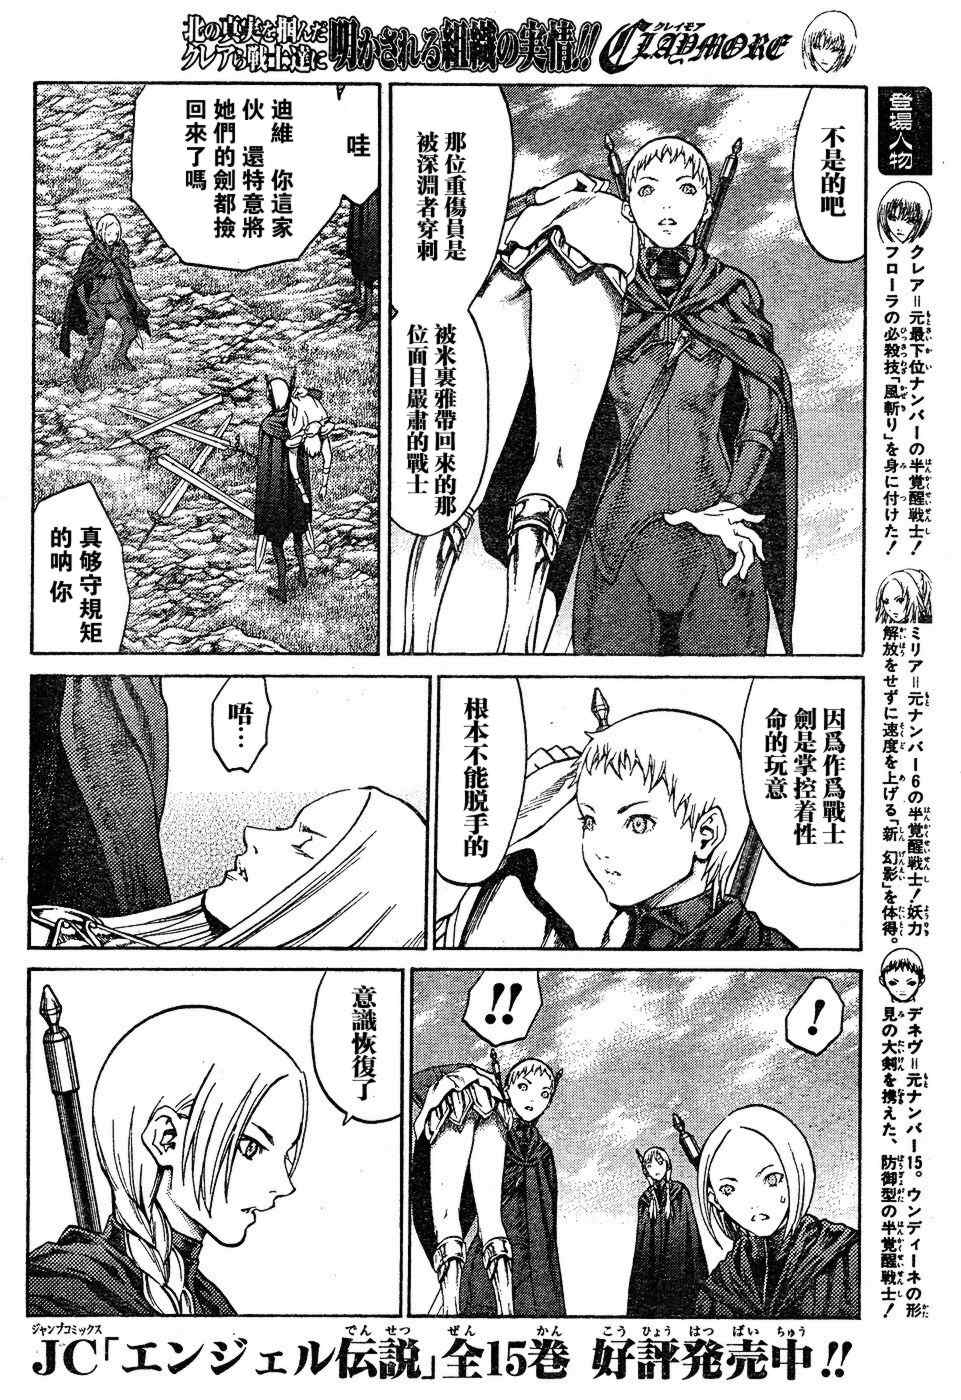 北の真実を掴んだ
クレアら戦士達に
明かされる組織の実情!!
クレイモア
CLAYMORE
登場人物
クレア=元最下位ナンバーの半覚醒戦士!
フローラの必殺技「風斬り」を身に付けた!
ミリア=元ナンバー6の半覚醒戦士!妖力
解放をせずに速度を上げる「新 幻影」を体得。
デネヴ=元ナンバー15。ウンディーネの形
見の大剣を携えた、防御型の半覚醒戦士!
不是的吧
那位重傷員是
被深淵者穿刺
被米裏雅帶回來的那
位面目嚴肅的戰士
哇
迪維 你這家
伙 還特意將
她們的劍都撿
回來了嗎
真够守規矩
的呐 你
因爲作爲戰士
劍是掌控着性
命的玩意
根本不能脫手的
唔…
!
!!
意識恢復了
ジャンプコミックス
JC「エンジェル伝説」全15巻 好評発売中!!